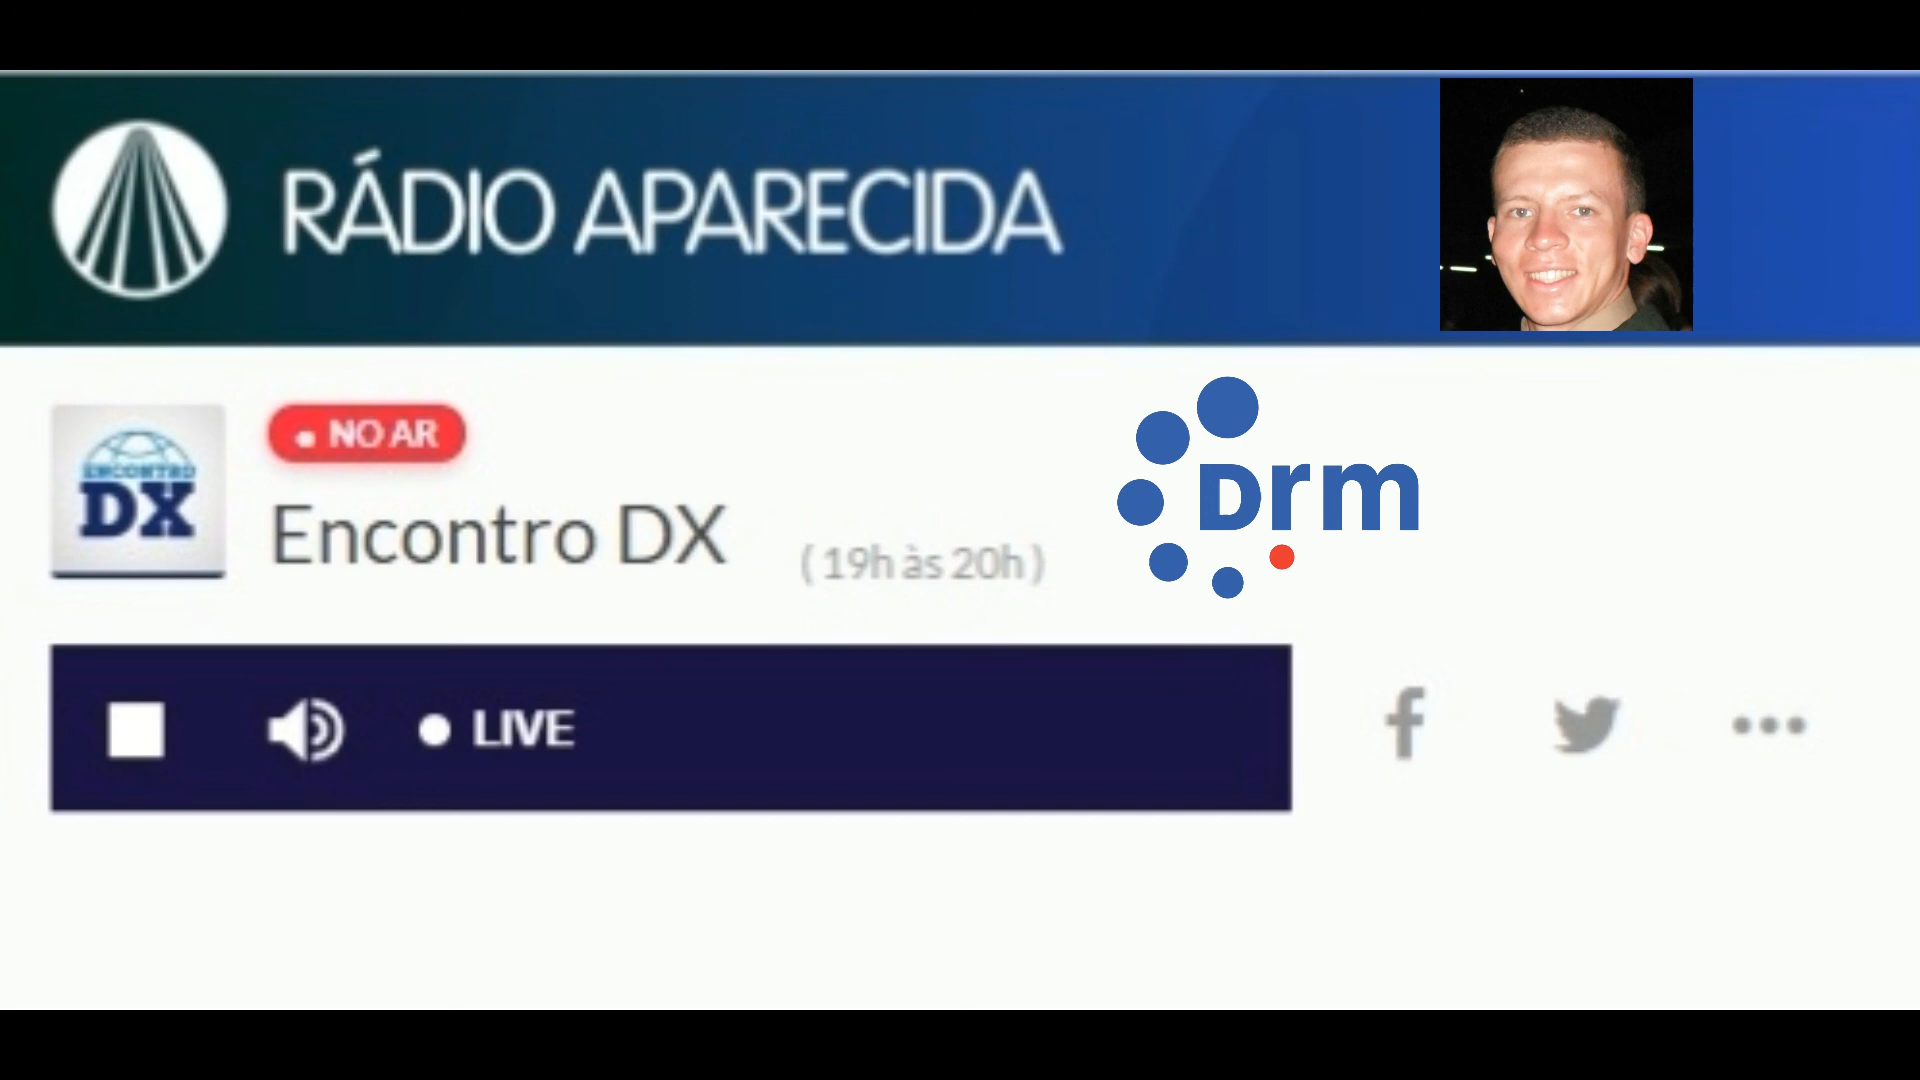 RÁDIO APARECIDA
NO AR
ENCONTRO
DX
Encontro DX
( 19h às 20h )
Drm
LIVE